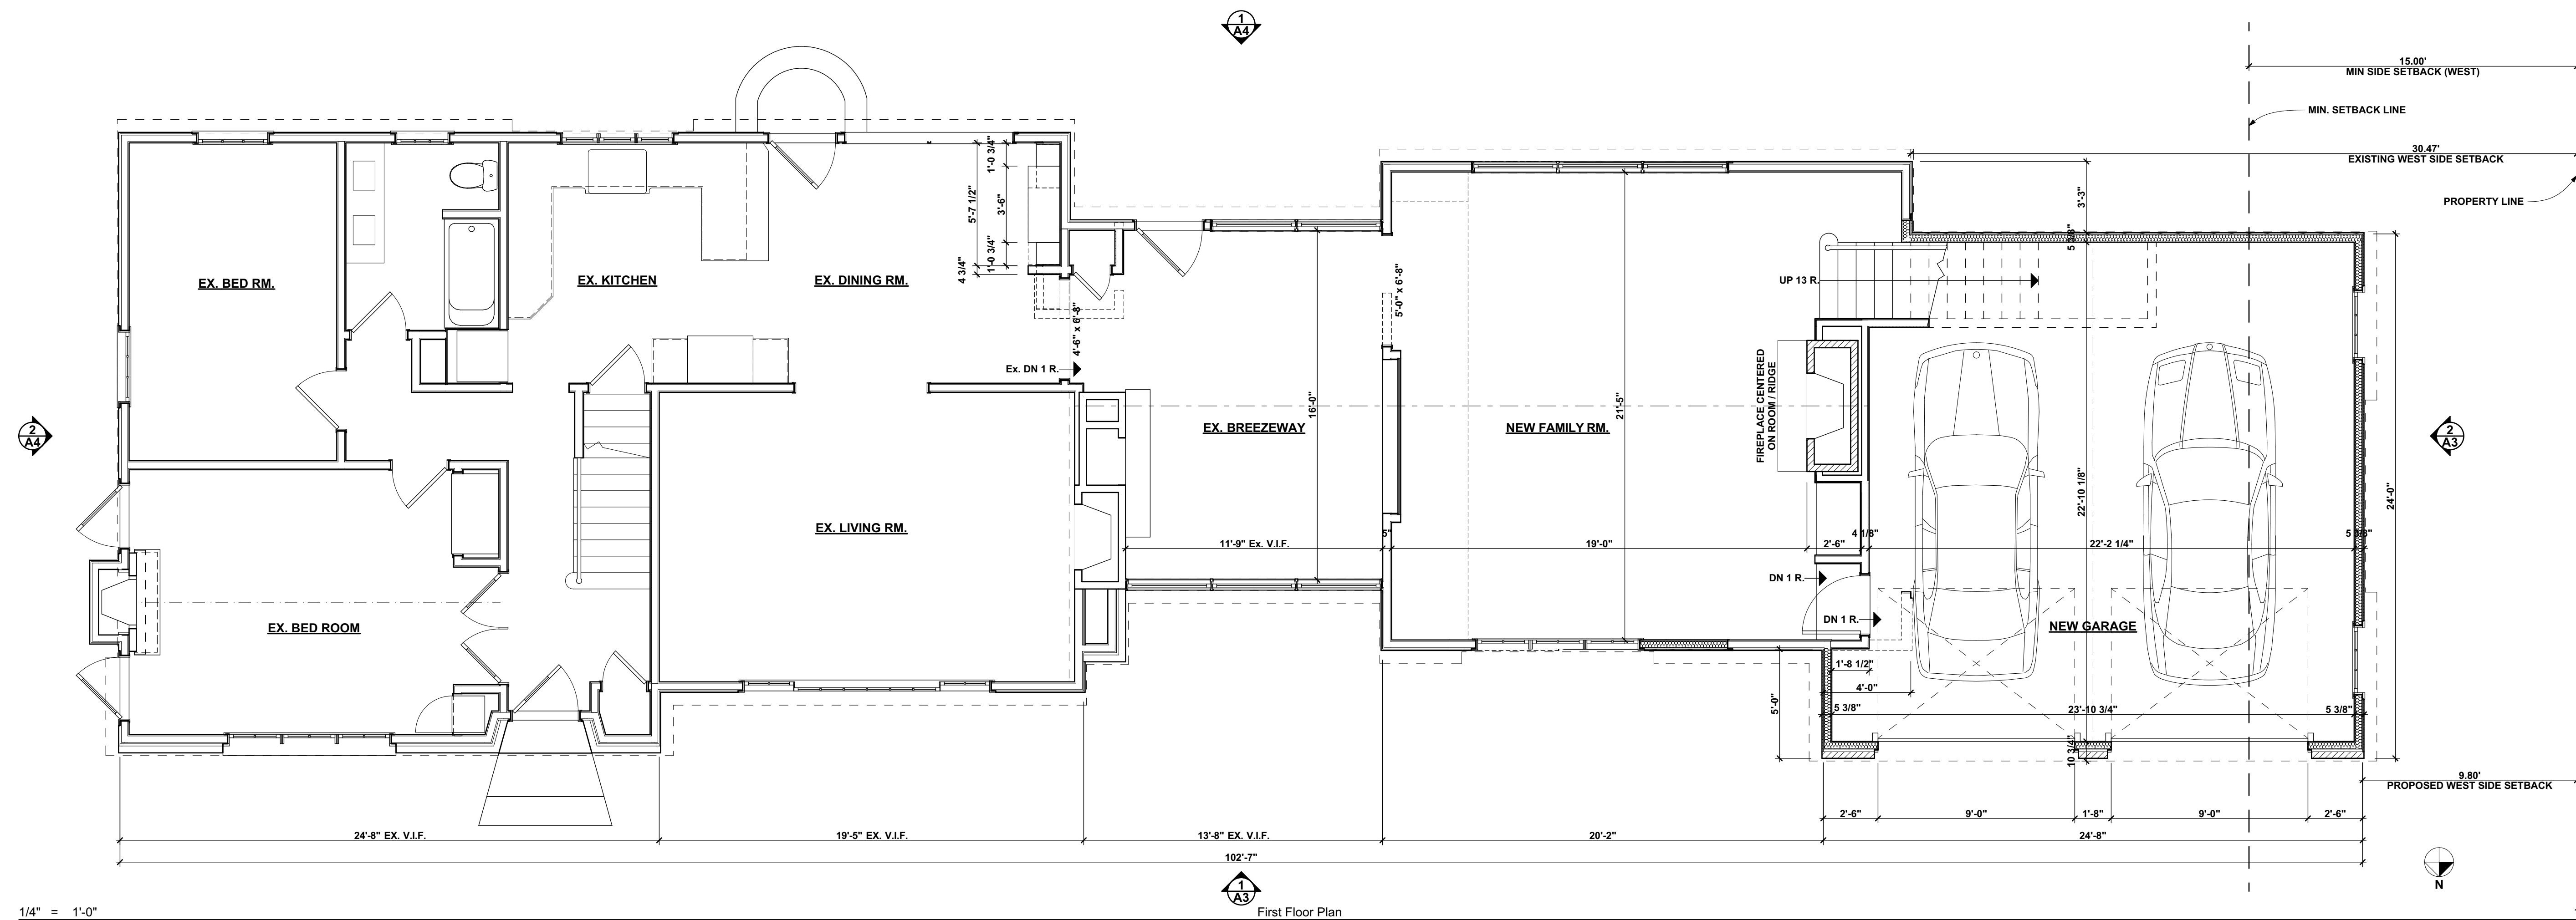 1
A4
15.00'
MIN SIDE SETBACK (WEST)
MIN. SETBACK LINE
30.47'
EXISTING WEST SIDE SETBACK
PROPERTY LINE
1'-0 3/4"
5'-7 1/2"
3'-6"
1'-0 3/4"
4 3/4"
3'-3"
5 3/8"
EX. BED RM.
EX. KITCHEN
EX. DINING RM.
UP 13 R.
4'-6" x 6'-8"
5'-0" x 6'-8"
Ex. DN 1 R.
FIREPLACE CENTERED
ON ROOM / RIDGE
2
A4
16'-0"
21'-5"
EX. BREEZEWAY
NEW FAMILY RM.
2
A3
22'-10 1/8"
24'-0"
EX. LIVING RM.
11'-9" Ex. V.I.F.
5"
19'-0"
2'-6"
4 1/8"
22'-2 1/4"
5 3/8"
DN 1 R.
DN 1 R.
EX. BED ROOM
NEW GARAGE
1'-8 1/2"
4'-0"
5'-0"
5 3/8"
23'-10 3/4"
5 3/8"
10 3/4"
9.80'
PROPOSED WEST SIDE SETBACK
2'-6"
9'-0"
1'-8"
9'-0"
2'-6"
24'-8" EX. V.I.F.
19'-5" EX. V.I.F.
13'-8" EX. V.I.F.
20'-2"
24'-8"
102'-7"
N
1
A3
1/4" = 1'-0"
First Floor Plan